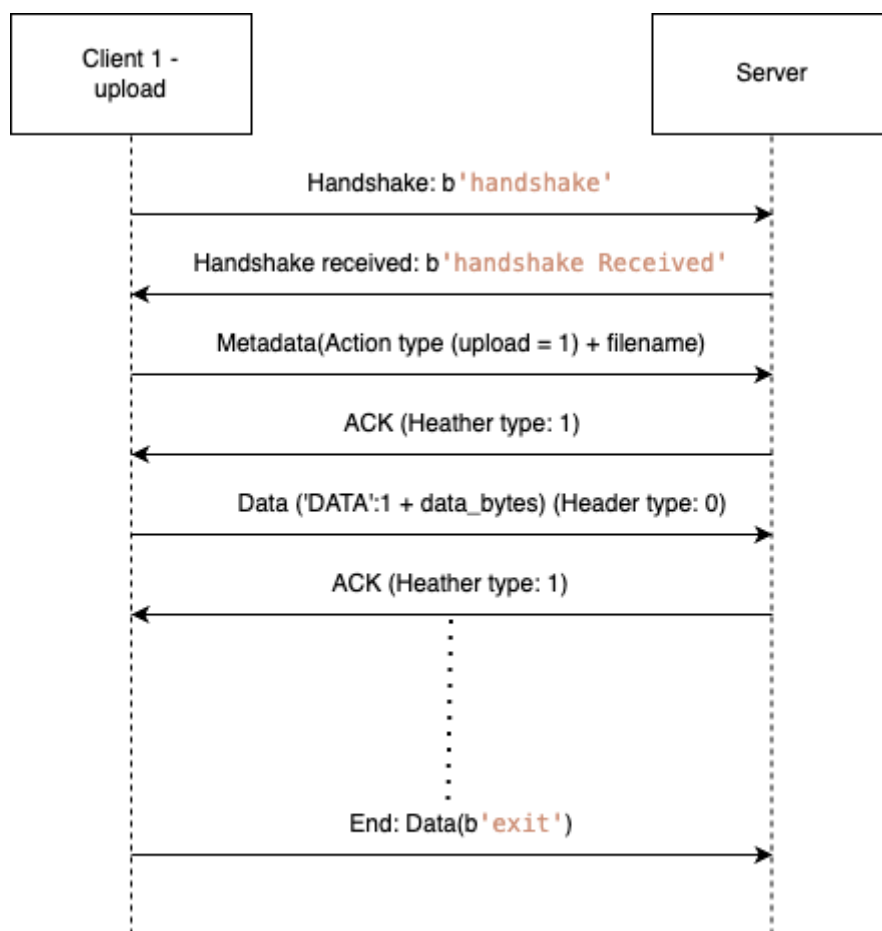 Client 1 -
upload
Server
Handshake: b'handshake'
Handshake received: b'handshake Received'
Metadata(Action type (upload = 1) + filename)
ACK (Heather type: 1)
Data ('DATA':1 + data_bytes) (Header type: 0)
ACK (Heather type: 1)
End: Data(b'exit')